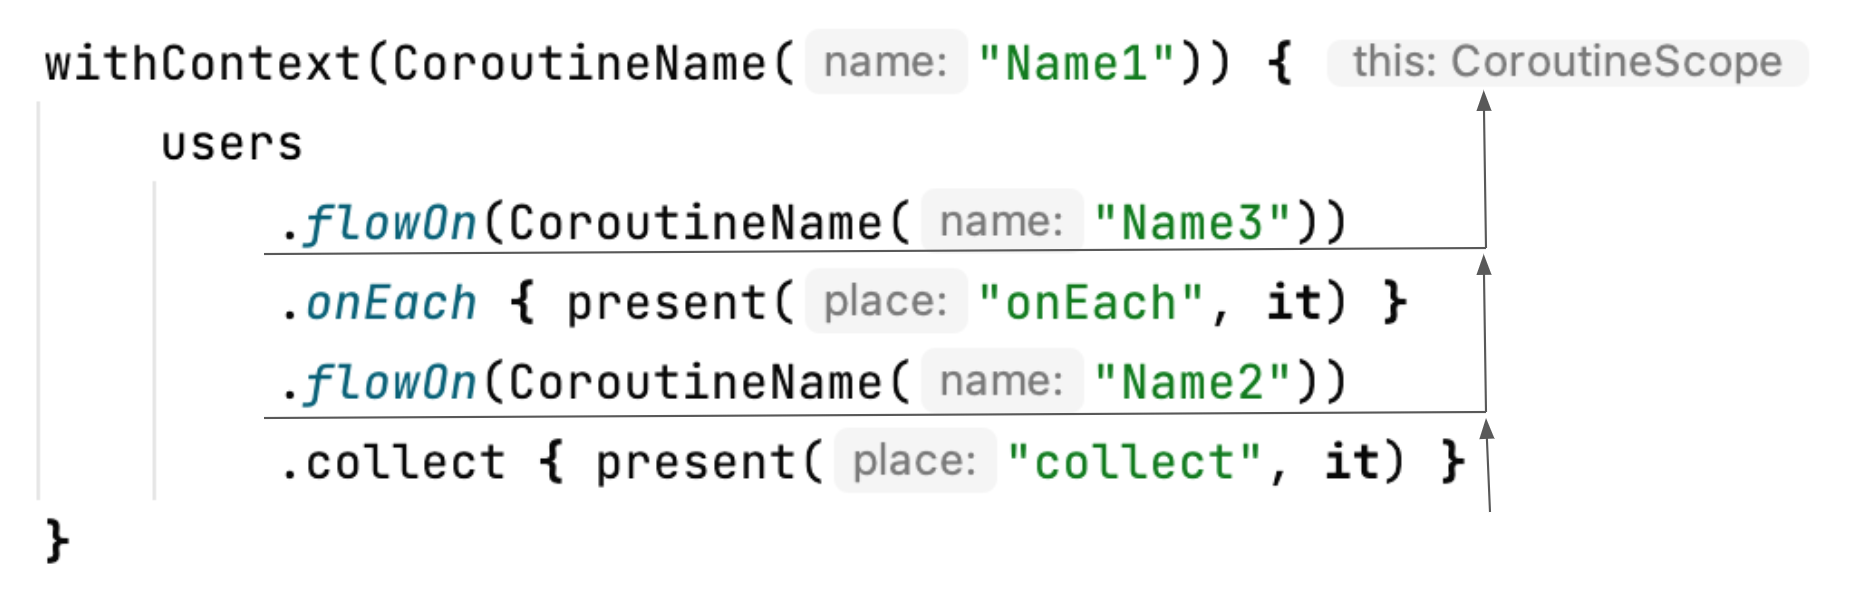 withContext(CoroutineName( name: "Name1")) { this: CoroutineScope
users
.flowOn(CoroutineName( name: "Name3"))
.onEach { present( place: "onEach", it) }
.flowOn(CoroutineName( name: "Name2"))
.collect { present( place: "collect", it) }
}